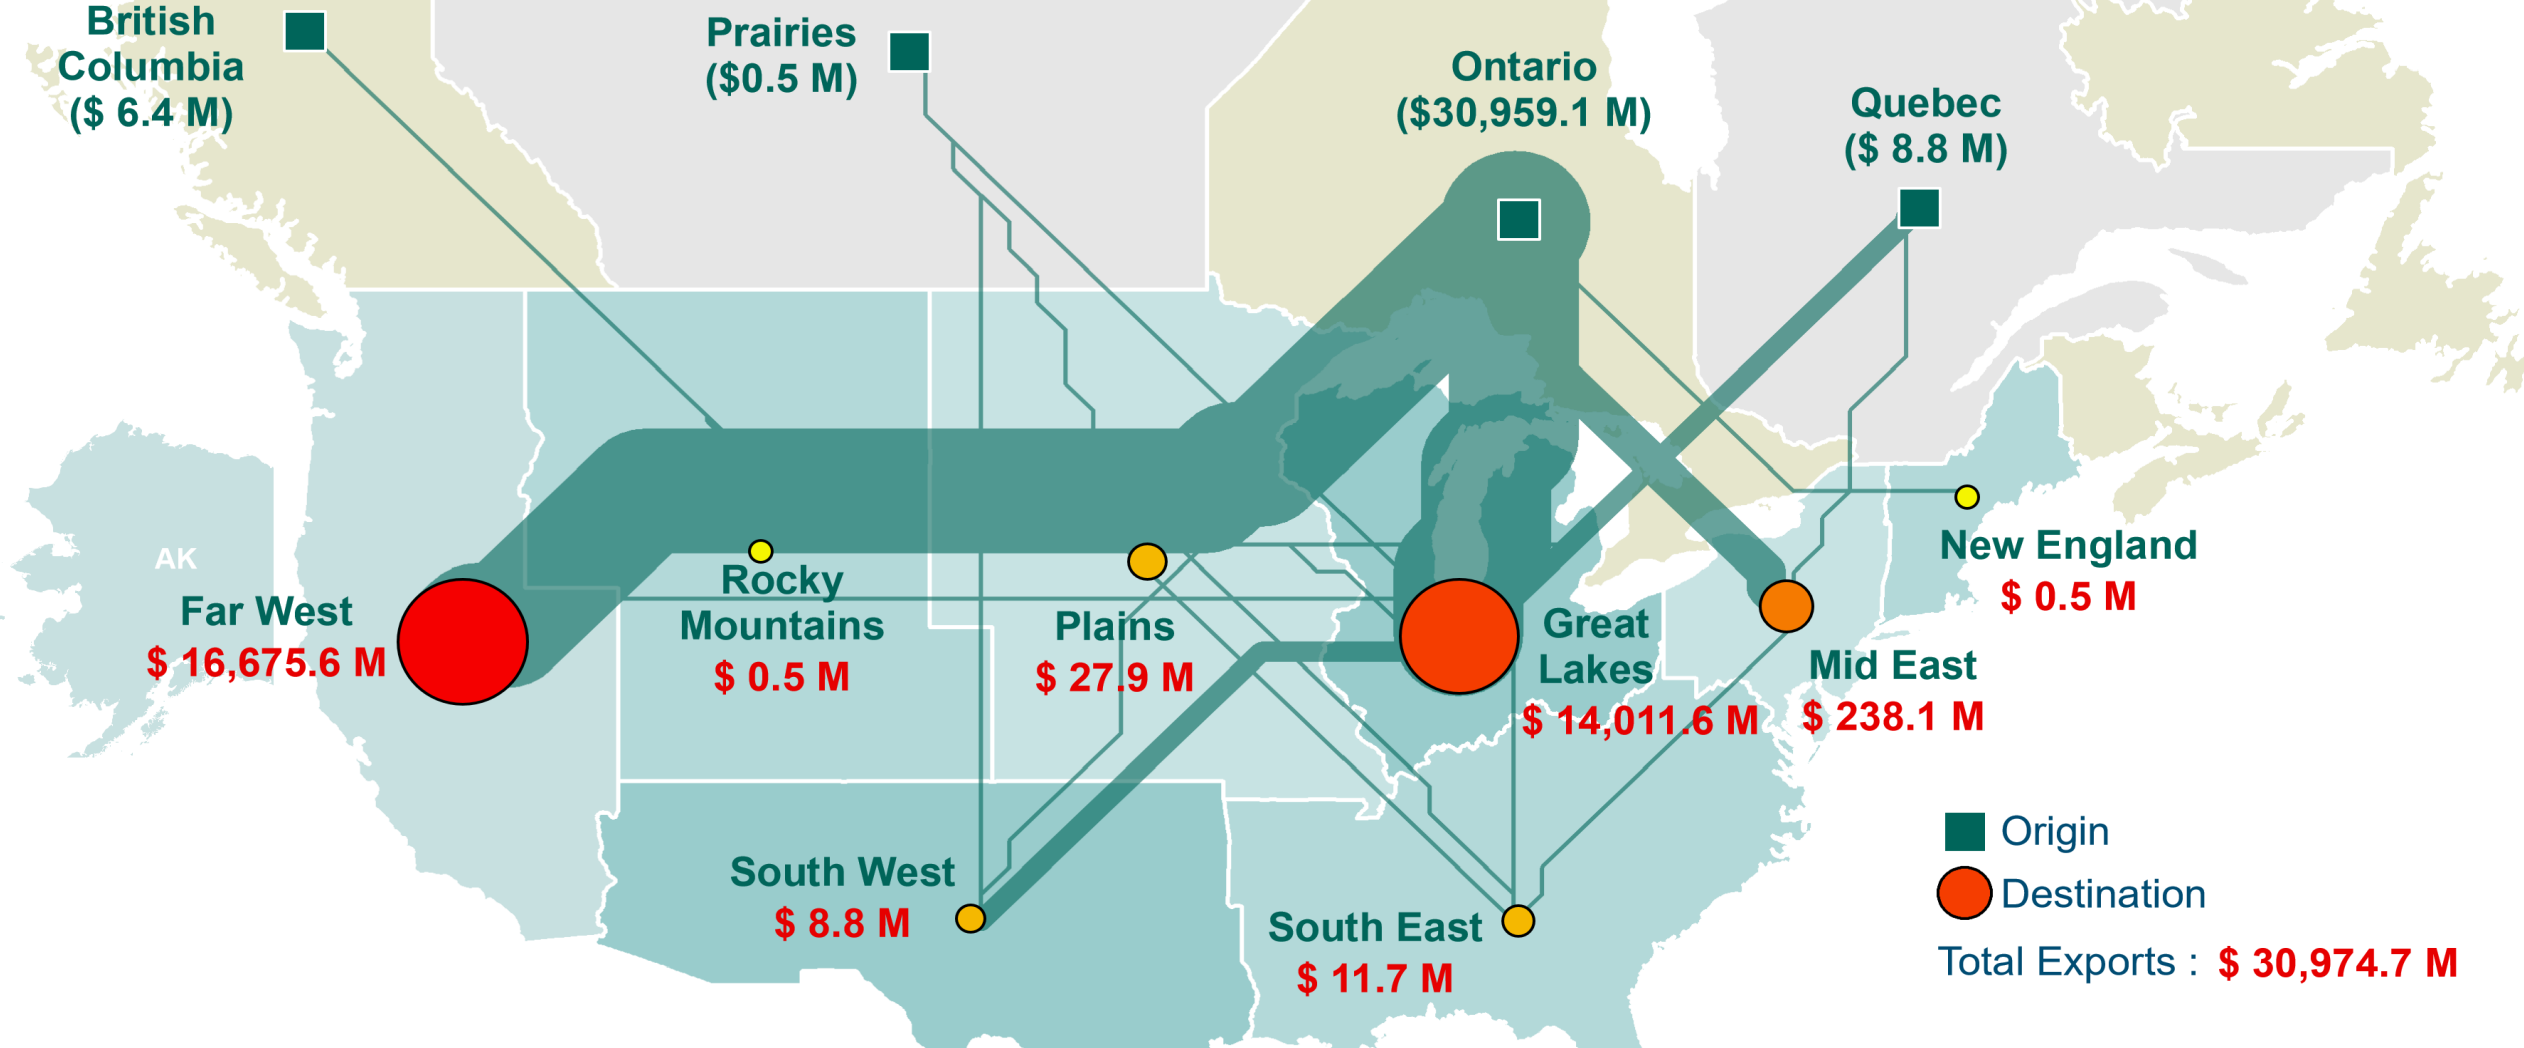 British
Columbia
($ 6.4 M)
Prairies
($0.5 M)
Ontario
($30,959.1 M)
Quebec
($ 8.8 M)
AK
Far West
$ 16,675.6 M
Rocky
Mountains
$ 0.5 M
Plains
$ 27.9 M
Great
Lakes
$ 14,011.6 M
New England
$ 0.5 M
Mid East
$ 238.1 M
South West
$ 8.8 M
South East
$ 11.7 M
Origin
Destination
Total Exports : $ 30,974.7 M